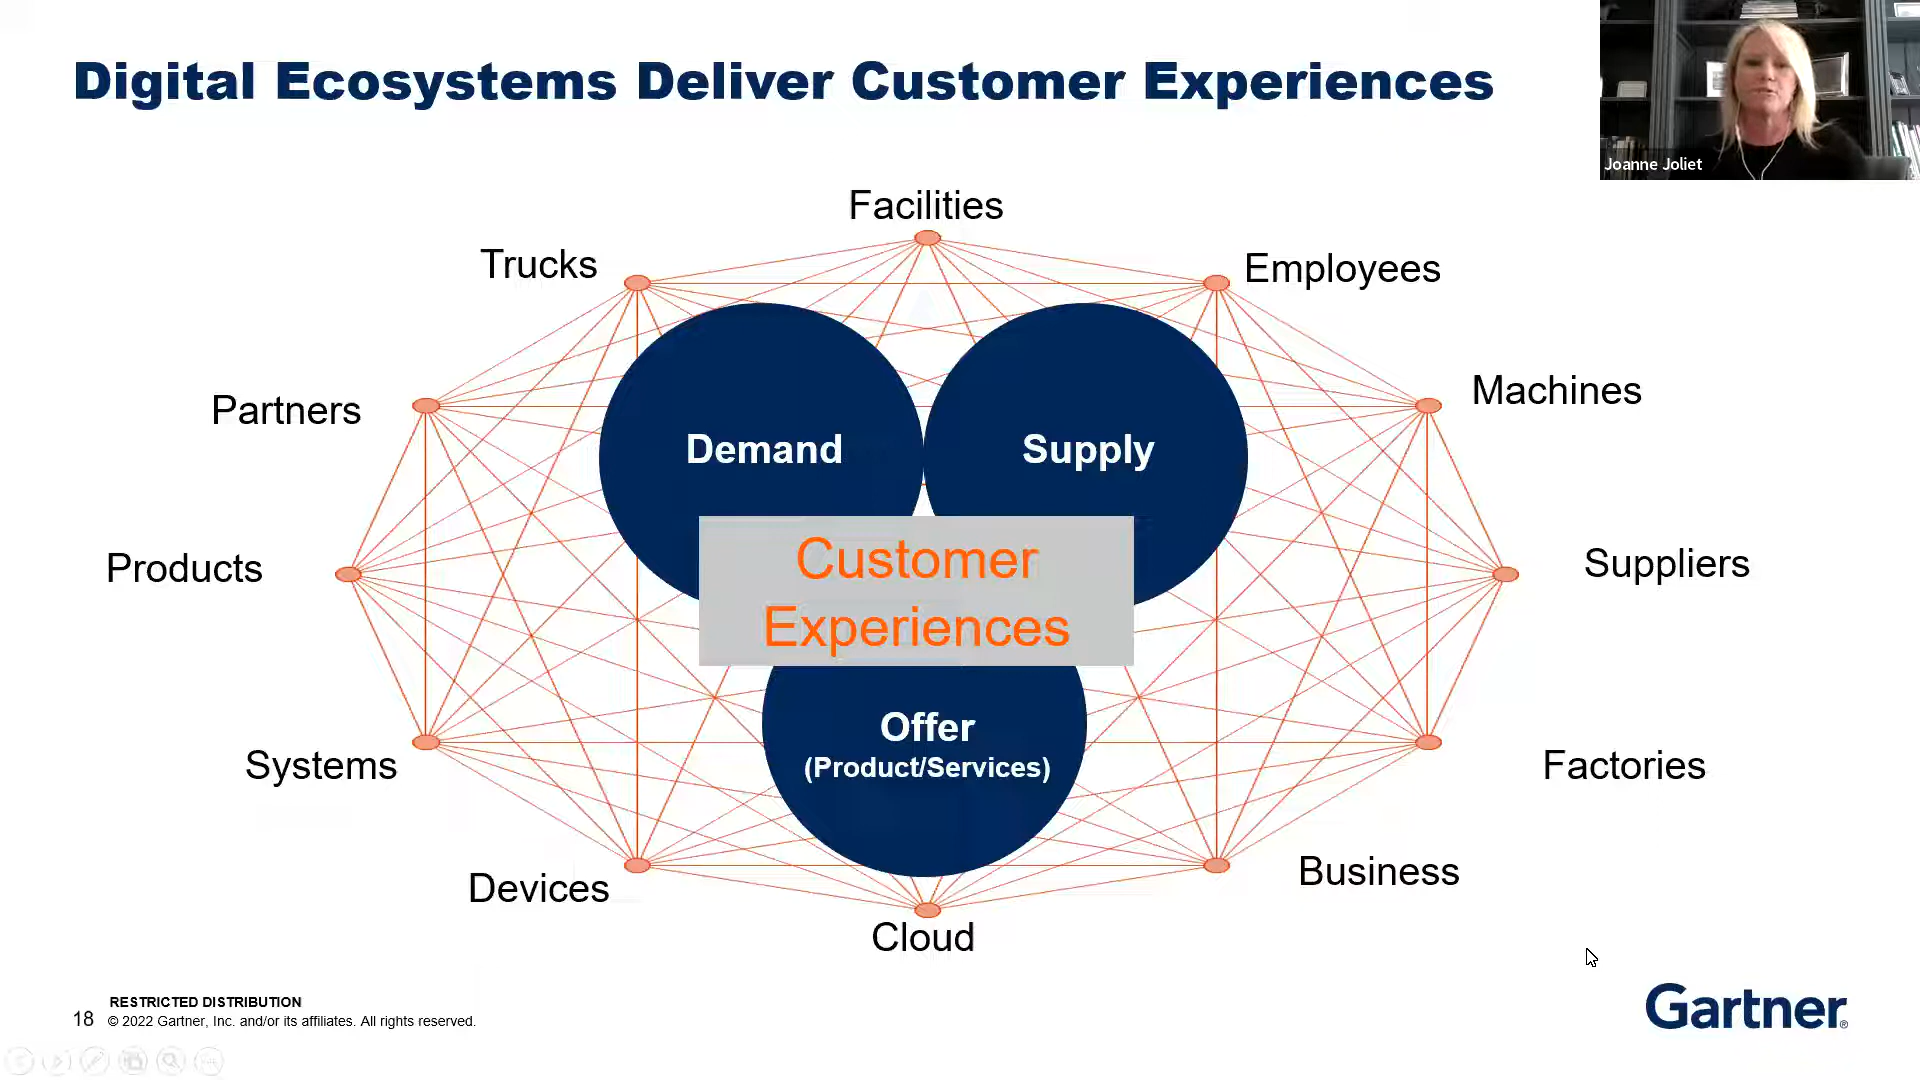 Digital Ecosystems Deliver Customer Experiences
Joanne Joliet
Facilities
Trucks
Employees
Partners
Machines
Demand
Supply
Customer
Experiences
Products
Suppliers
Offer
(Product/Services)
Systems
Factories
Devices
Business
Cloud
RESTRICTED DISTRIBUTION
18 © 2022 Gartner, Inc. and/or its affiliates. All rights reserved.
Gartner®